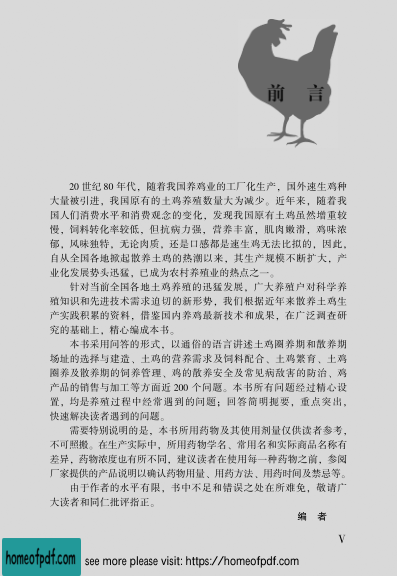 前 言
20 世纪 80 年代，随着我国养鸡业的工厂化生产，国外速生鸡种
大量被引进，我国原有的土鸡养殖数量大为减少。近年来，随着我
国人们消费水平和消费观念的变化，发现我国原有土鸡虽然增重较
慢，饲料转化率较低，但抗病力强，营养丰富，肌肉嫩滑，鸡味浓
郁，风味独特，无论肉质，还是口感都是速生鸡无法比拟的，因此，
自从全国各地掀起散养土鸡的热潮以来，其生产规模不断扩大，产
业化发展势头迅猛，已成为农村养殖业的热点之一。
针对当前全国各地土鸡养殖的迅猛发展，广大养殖户对科学养
殖知识和先进技术需求迫切的新形势，我们根据近年来散养土鸡生
产实践积累的资料，借鉴国内养鸡最新技术和成果，在广泛调查研
究的基础上，精心编成本书。
本书采用问答的形式，以通俗的语言讲述土鸡圈养期和散养期
场址的选择与建造、土鸡的营养需求及饲料配合、土鸡繁育、土鸡
圈养及散养期的饲养管理、鸡的散养安全及常见病敌害的防治、鸡
产品的销售与加工等方面近 200 个问题。本书所有问题经过精心设
置，均是养殖过程中经常遇到的问题；回答简明扼要，重点突出，
快速解决读者遇到的问题。
需要特别说明的是，本书所用药物及其使用剂量仅供读者参考，
不可照搬。在生产实际中，所用药物学名、常用名和实际商品名称有
差异，药物浓度也有所不同，建议读者在使用每一种药物之前，参阅
厂家提供的产品说明以确认药物用量、用药方法、用药时间及禁忌等。
由于作者的水平有限，书中不足和错误之处在所难免，敬请广
大读者和同仁批评指正。
编 者
V
homeofpdf.com see more please visit: https://homeofpdf.com